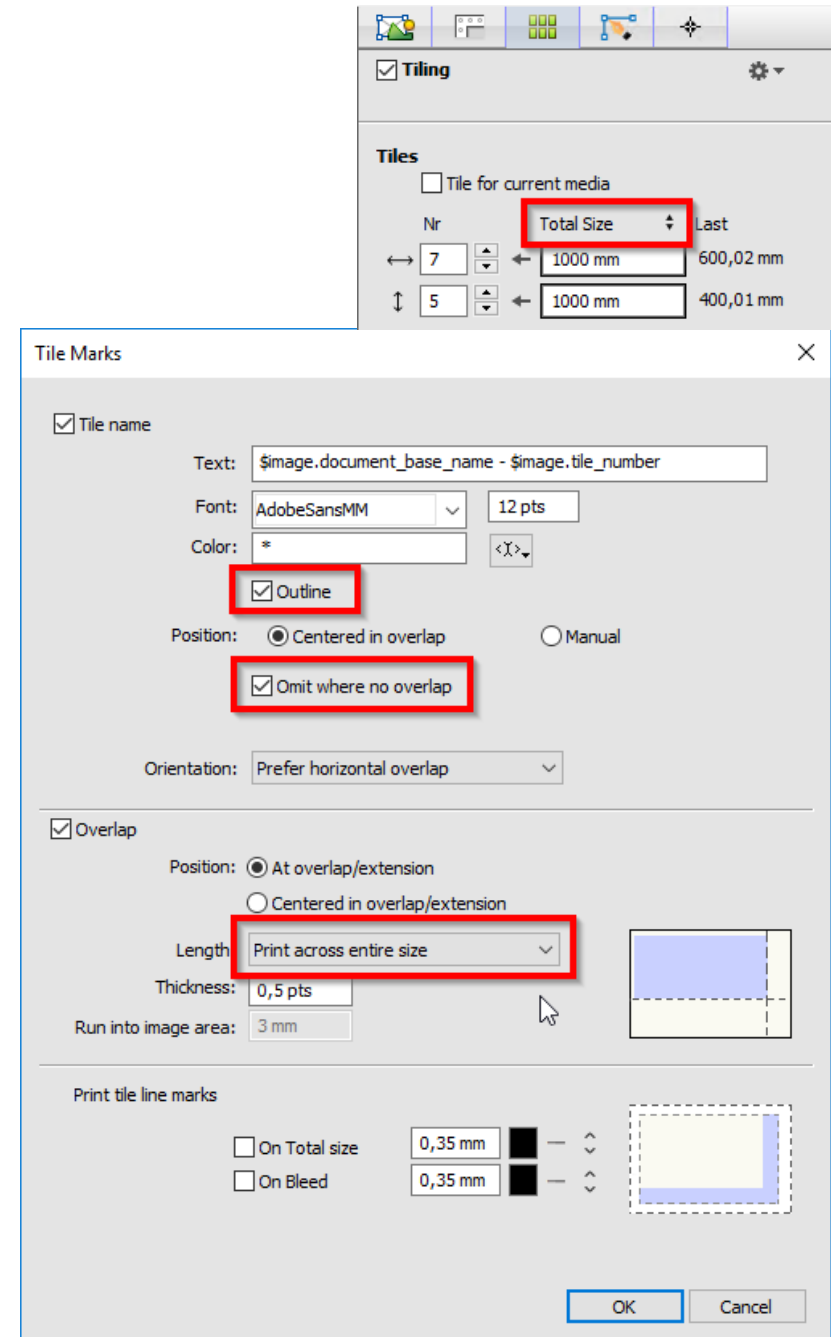 Tiling
Tiles
Tile for current media
Nr Total Size Last
7 1000 mm 600,02 mm
5 1000 mm 400,01 mm
Tile Marks
Tile name
Text: $image.document_base_name - $image.tile_number
Font: AdobeSansMM 12 pts
Color: *
Outline
Position: Centered in overlap Manual
Omit where no overlap
Orientation: Prefer horizontal overlap
Overlap
Position: At overlap/extension
Centered in overlap/extension
Length Print across entire size
Thickness: 0,5 pts
Run into image area: 3 mm
Print tile line marks
On Total size 0,35 mm
On Bleed 0,35 mm
OK Cancel